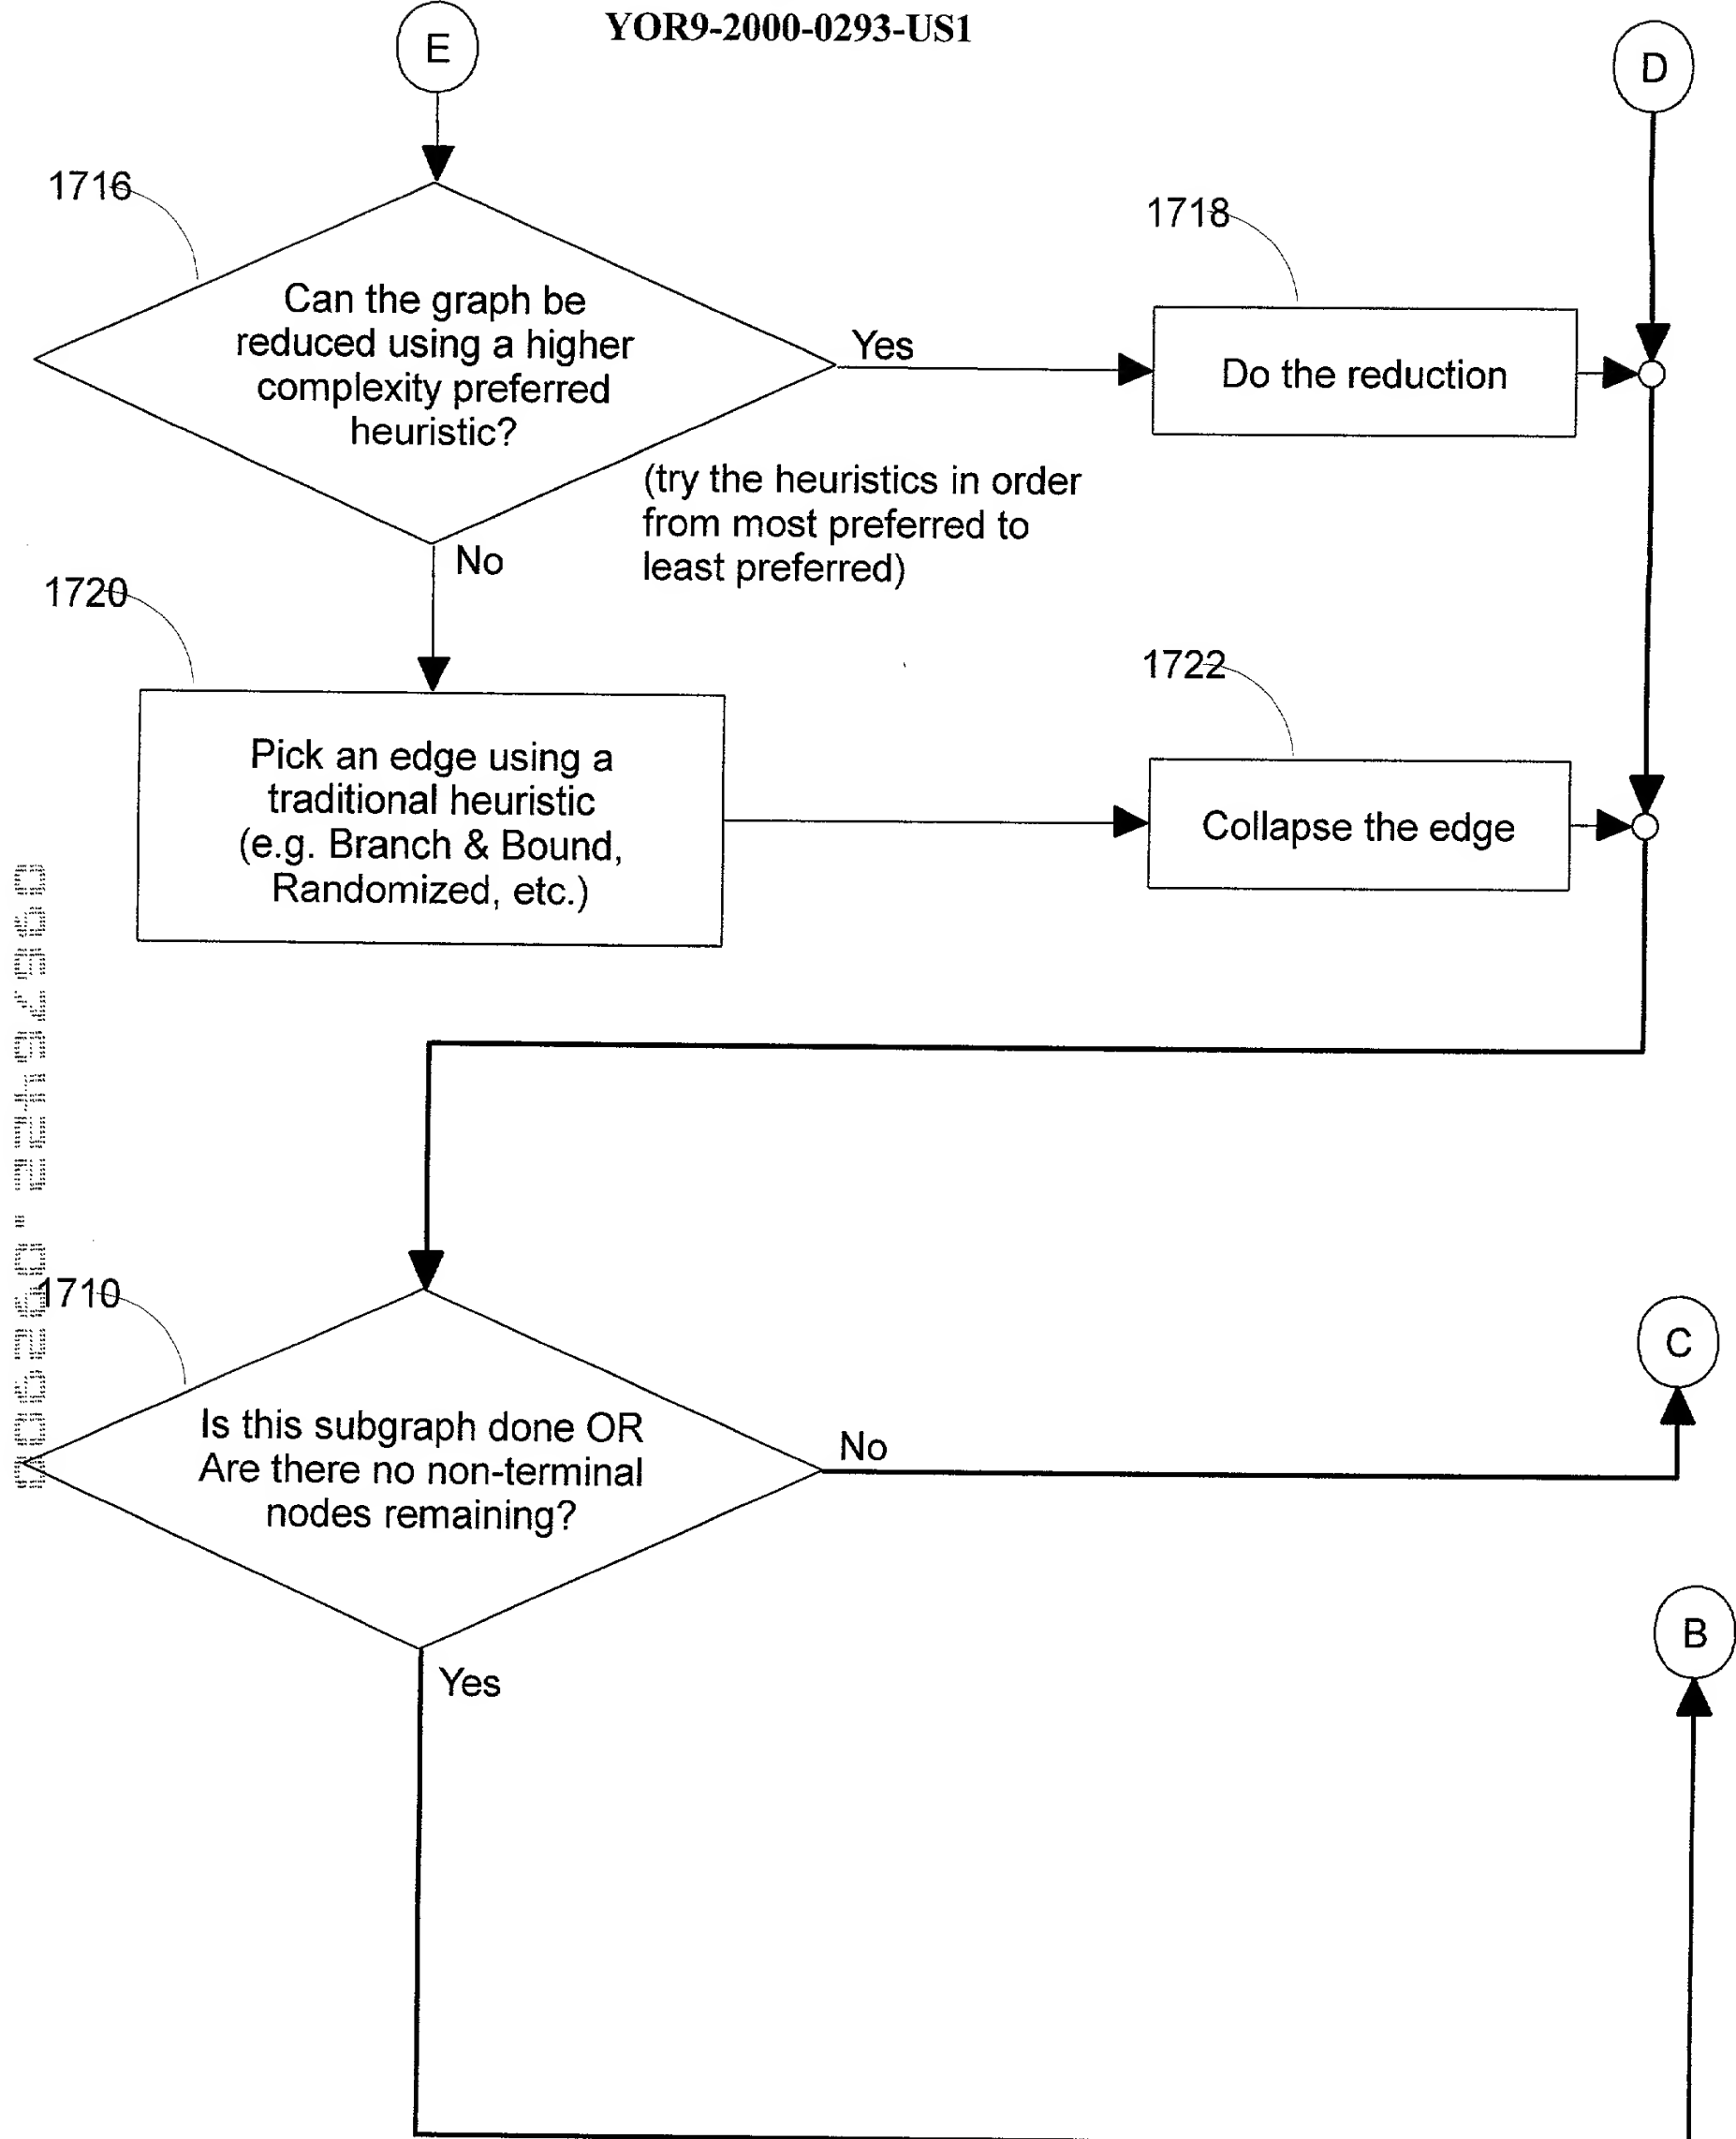 YOR9-2000-0293-US1
E
D
1716
1718
Can the graph be
reduced using a higher
complexity preferred
heuristic?
Yes
Do the reduction
(try the heuristics in order
from most preferred to
least preferred)
No
1720
1722
Pick an edge using a
traditional heuristic
(e.g. Branch & Bound,
Randomized, etc.)
Collapse the edge
1710
C
Is this subgraph done OR
Are there no non-terminal
nodes remaining?
No
B
Yes